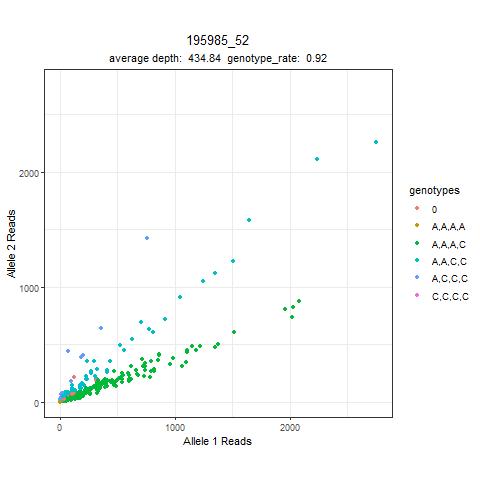 195985_52
average depth: 434.84 genotype_rate: 0.92
Allele 2 Reads
2000
1000
0
0
1000
2000
Allele 1 Reads
genotypes
0
A,A,A,A
A,A,A,C
A,A,C,C
A,C,C,C
C,C,C,C